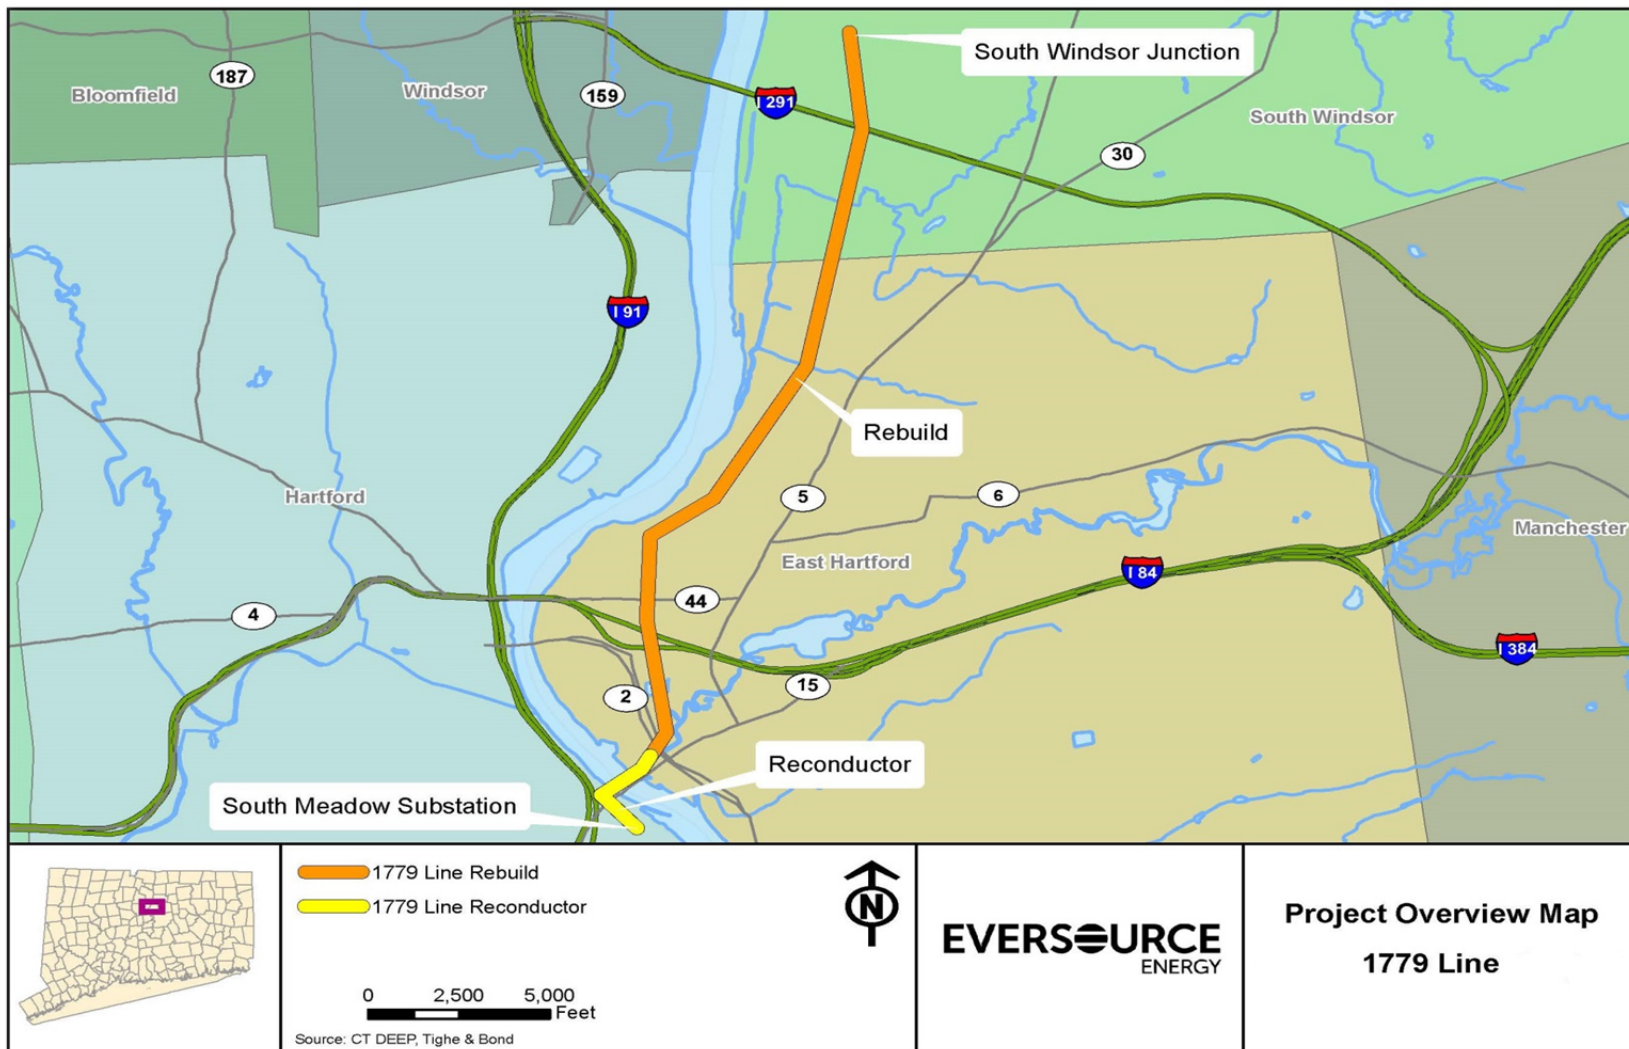 South Windsor Junction
187
Bloomfield
Windsor
159
I 291
South Windsor
30
I 91
Rebuild
Hartford
5
6
Manchester
East Hartford
I 84
44
4
I 384
15
2
Reconductor
South Meadow Substation
1779 Line Rebuild
1779 Line Reconductor
N
0 2,500 5,000
Feet
Source: CT DEEP, Tighe & Bond
EVERSOURCE
ENERGY
Project Overview Map
1779 Line